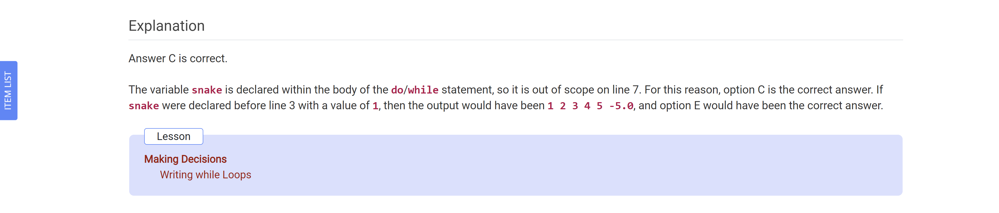 Explanation
Answer C is correct.
ITEM LIST
The variable snake is declared within the body of the do/while statement, so it is out of scope on line 7. For this reason, option C is the correct answer. If
snake were declared before line 3 with a value of 1, then the output would have been 1 2 3 4 5 -5.0, and option E would have been the correct answer.
Lesson
Making Decisions
Writing while Loops